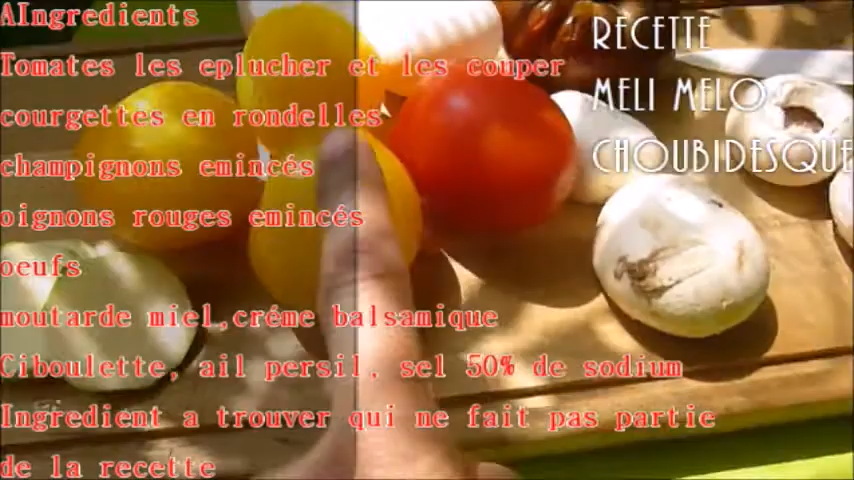 AIngredients
Tomates les eplucher et les couper
courgettes en rondelles
champignons emincés
oignons rouges emincés
oeufs
moutarde miel,créme balsamique
Ciboulette, ail persil, sel 50% de sodium
Ingredient a trouver qui ne fait pas partie
de la recette
RECETTE
MELI MELO
CHOUBIDESQUE